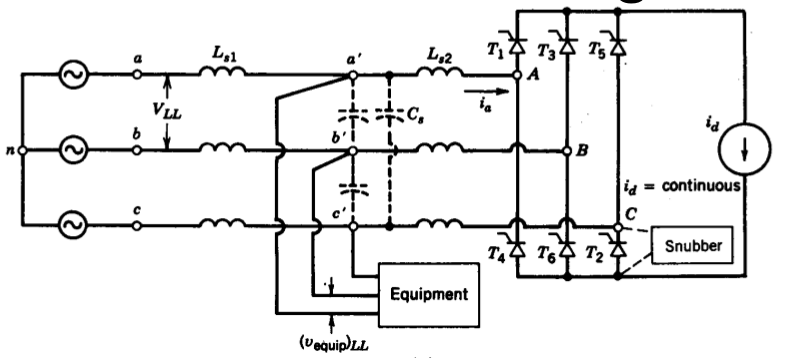 a
L_{s1}
a'
L_{s2}
T_1
T_3
T_5
A
V_{LL}
C_s
i_a
i_d
n
b
b'
B
i_d = continuous
c
c'
C
T_4
T_6
T_2
Snubber
Equipment
(v_{equip})_{LL}